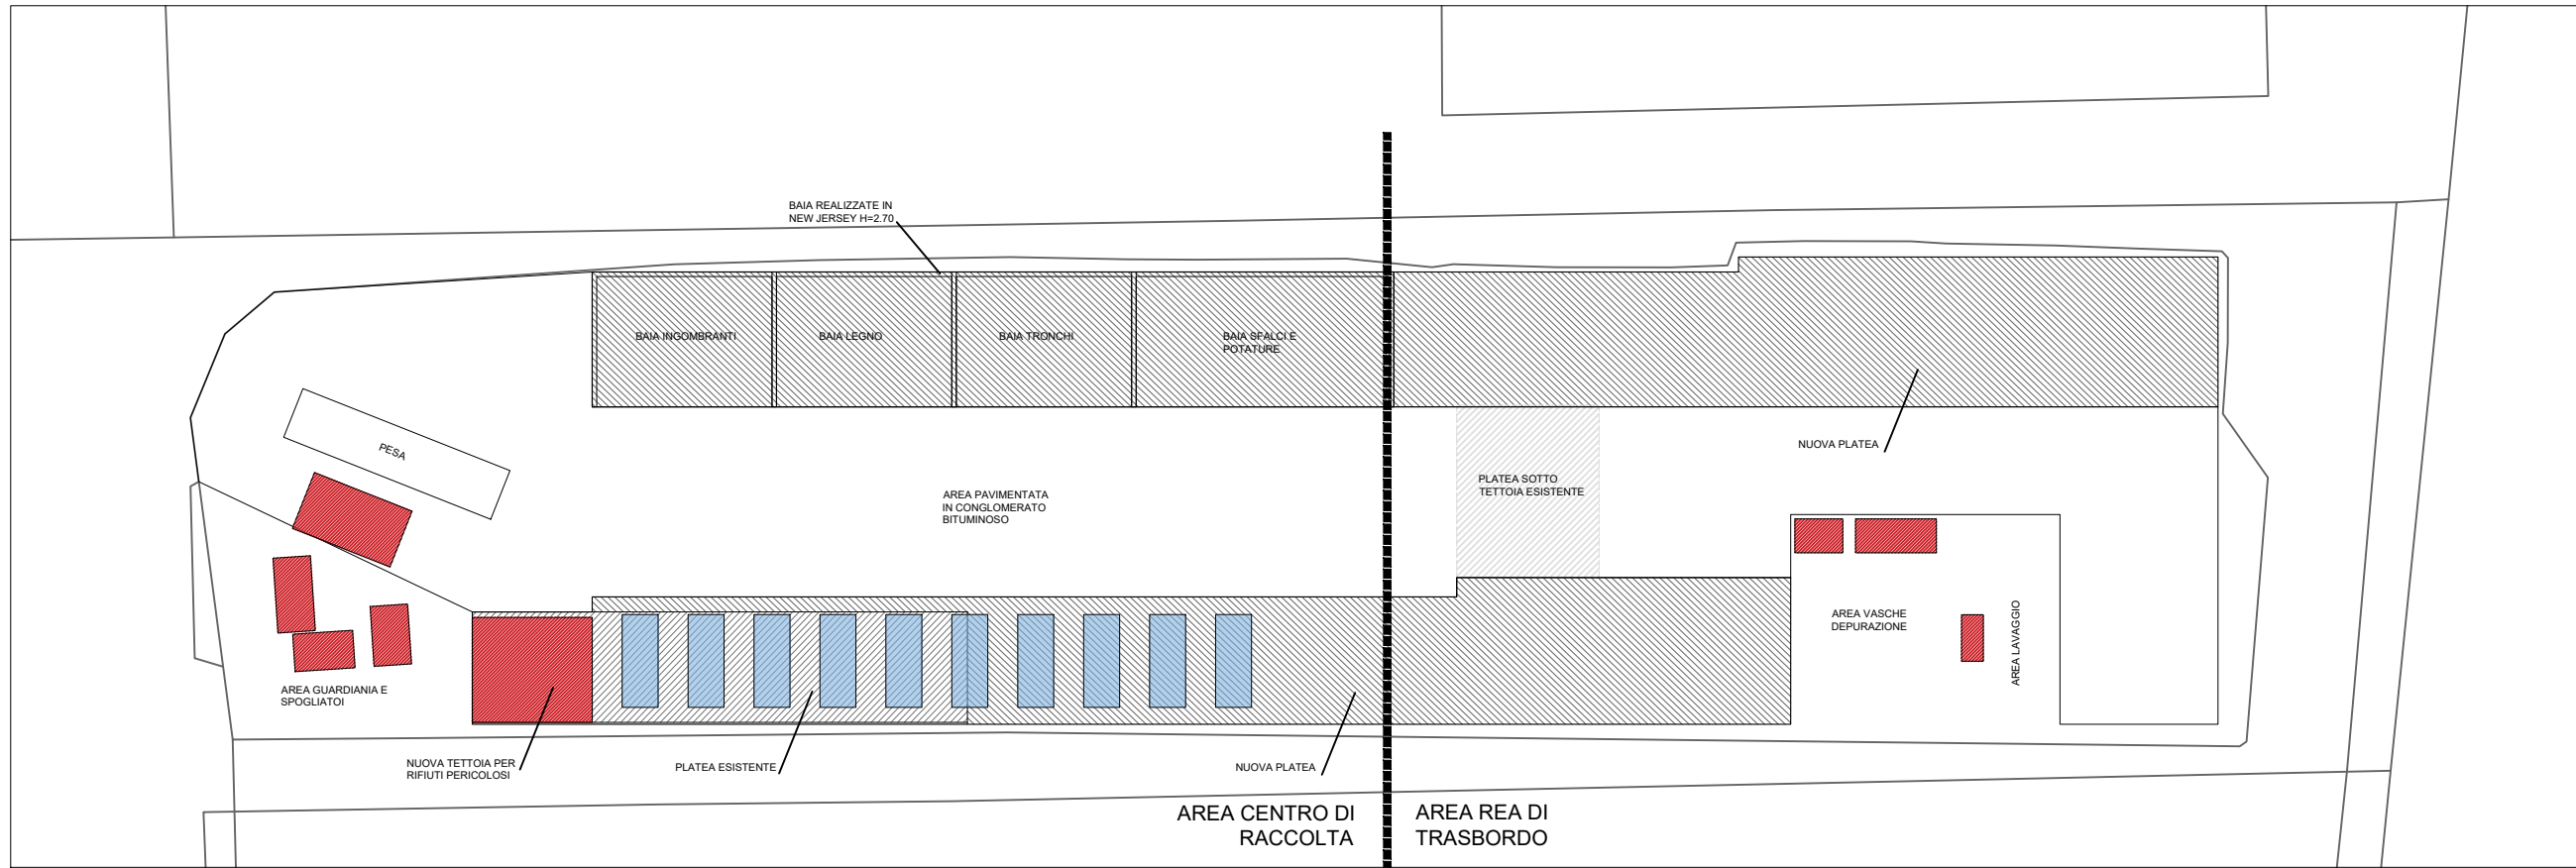 BAIA REALIZZATE IN
NEW JERSEY H=2.70
BAIA INGOMBRANTI
BAIA LEGNO
BAIA TRONCHI
BAIA SFALCI E
POTATURE
PESA
NUOVA PLATEA
PLATEA SOTTO
TETTOIA ESISTENTE
AREA PAVIMENTATA
IN CONGLOMERATO
BITUMINOSO
AREA VASCHE
DEPURAZIONE
AREA LAVAGGIO
AREA GUARDIANIA E
SPOGLIATOI
NUOVA TETTOIA PER
RIFIUTI PERICOLOSI
PLATEA ESISTENTE
NUOVA PLATEA
AREA CENTRO DI
RACCOLTA
AREA REA DI
TRASBORDO